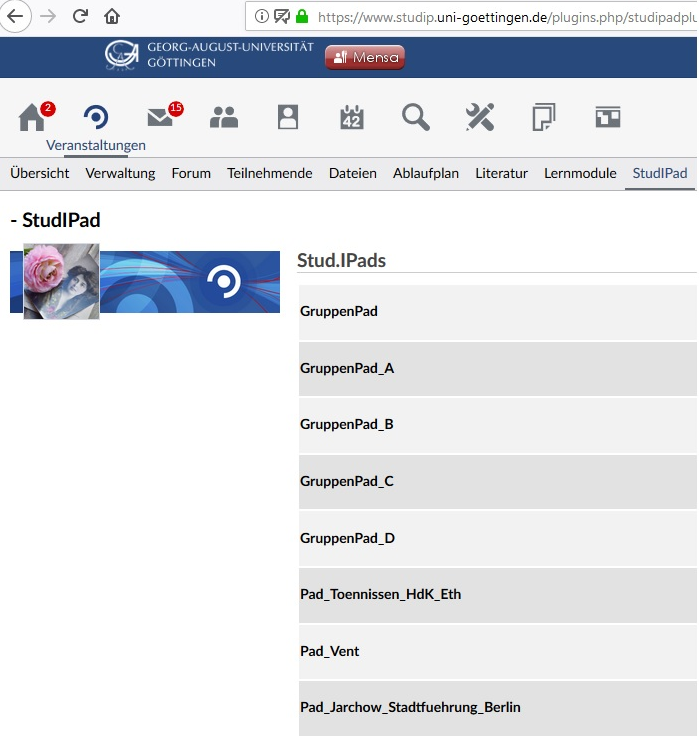 https://www.studip.uni-goettingen.de/plugins.php/studipadplu
GEORG-AUGUST-UNIVERSITÄT
GÖTTINGEN
Mensa
2
15
42
Veranstaltungen
Übersicht Verwaltung Forum Teilnehmende Dateien Ablaufplan Literatur Lernmodule StudIPad
- StudIPad
Stud.IPads
GruppenPad
GruppenPad_A
GruppenPad_B
GruppenPad_C
GruppenPad_D
Pad_Toennissen_HdK_Eth
Pad_Vent
Pad_Jarchow_Stadtfuehrung_Berlin